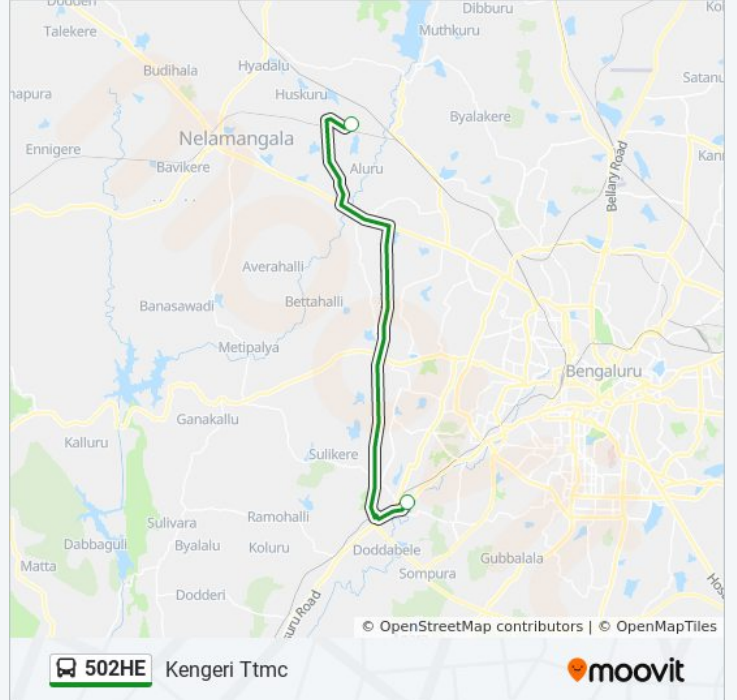 Dodderi
Dibburu
Talekere
Muthkuru
Budihala
Hyadalu
Satanu
napura
Huskuru
Byalakere
Nelamangala
Ennigere
Bavikere
Aluru
Kann
Bellary Road
Averahalli
Banasawadi
Bettahalli
Metipalya
Bengaluru
Ganakallu
Kalluru
Sulikere
Sulivara
Ramohalli
Dabbaguli
Byalalu
Koluru
Doddabele
Gubbalala
Matta
Sompura
Dodderi
suru Road
Hos
© OpenStreetMap contributors | © OpenMapTiles
502HE Kengeri Ttmc
moovit